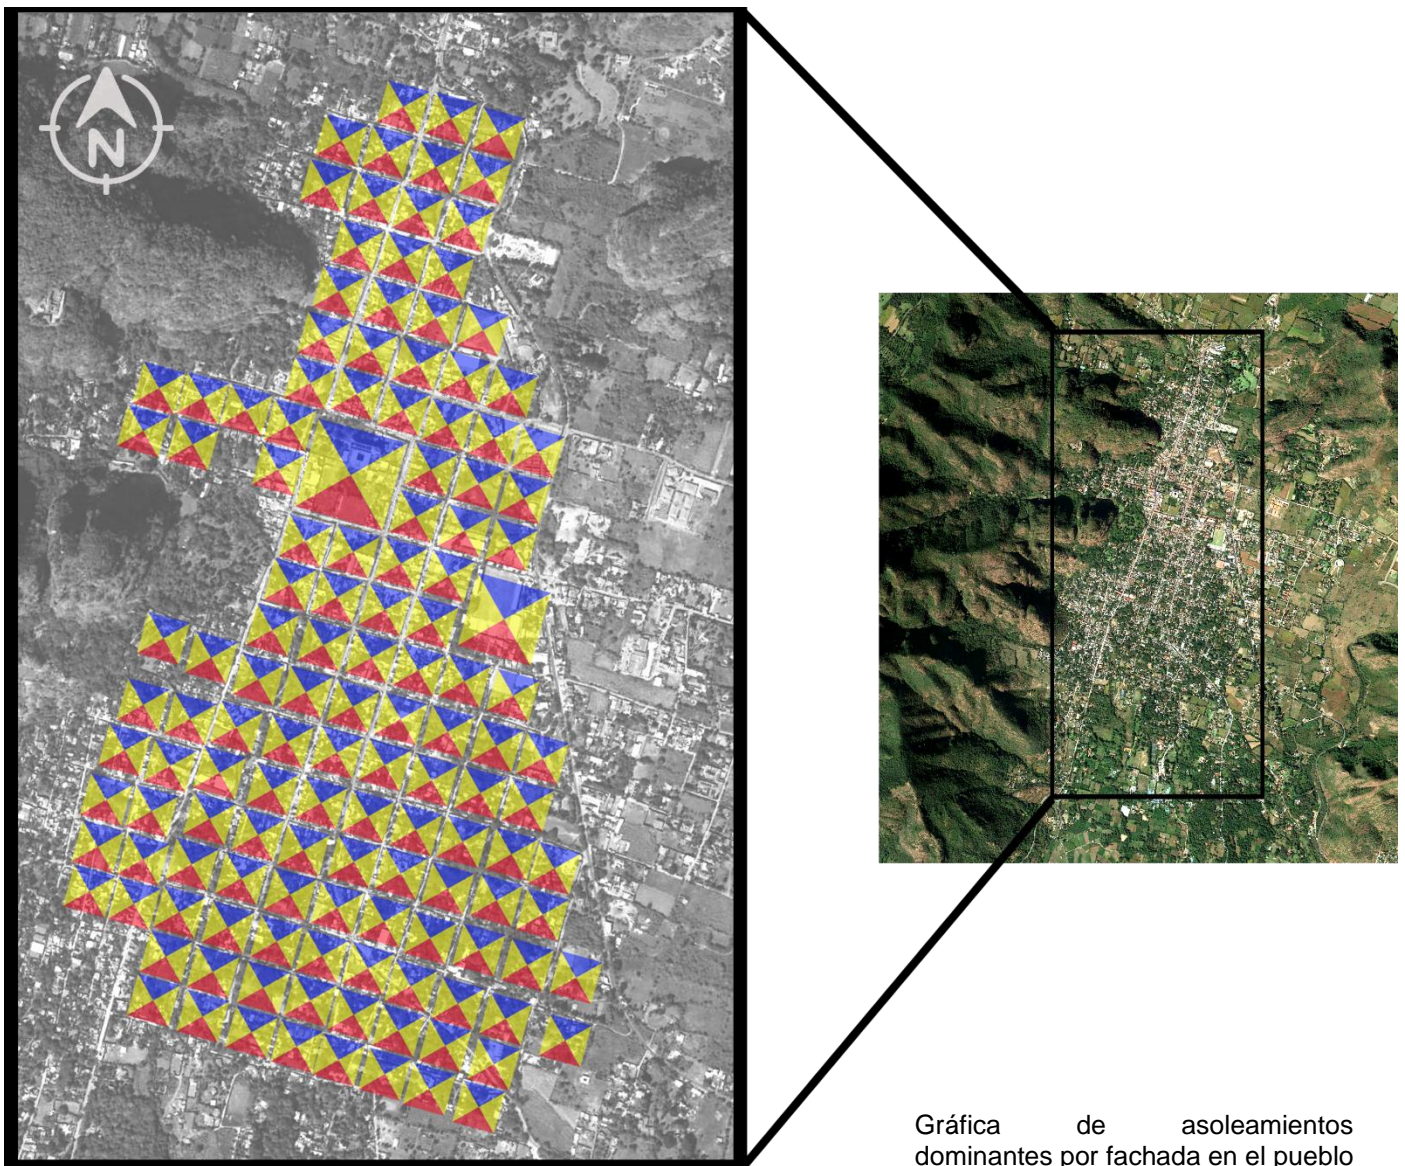 N
Gráfica de asoleamientos
dominantes por fachada en el pueblo